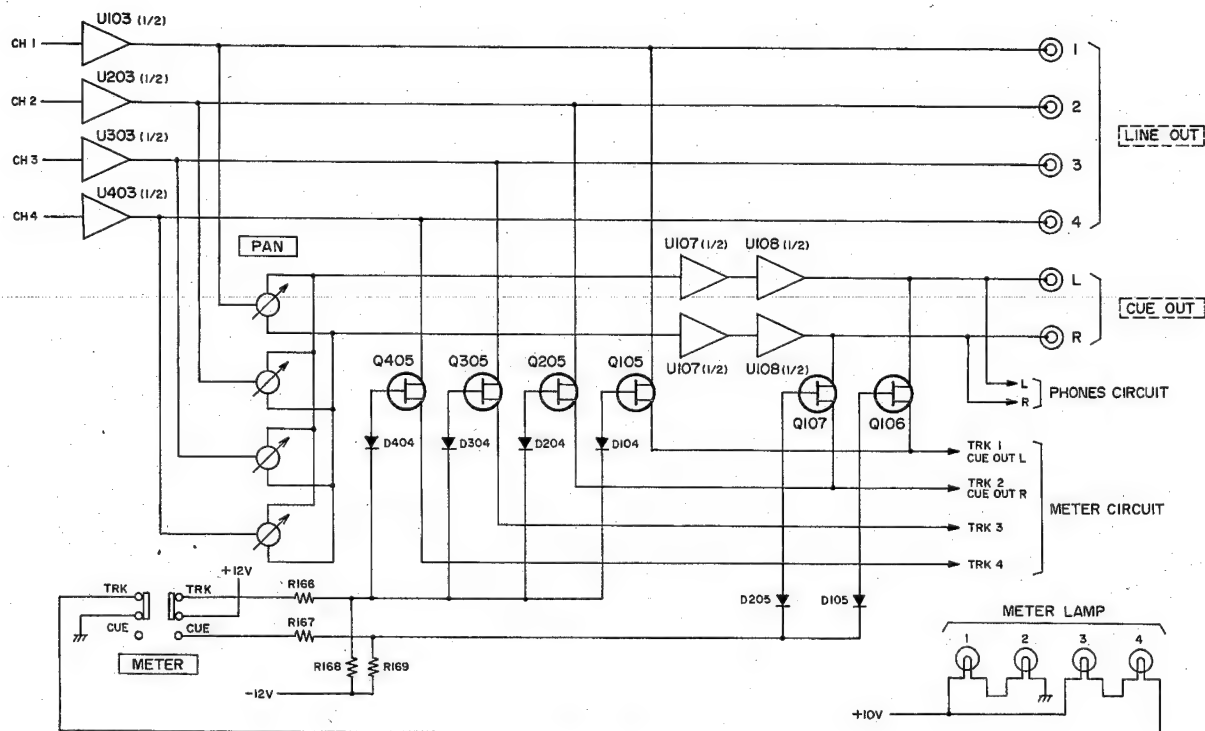 U103 (1/2)
CH 1
1
U203 (1/2)
CH 2
2
LINE OUT
U303 (1/2)
CH 3
3
U403 (1/2)
CH 4
4
PAN
U107 (1/2)
U108 (1/2)
L
CUE OUT
R
U107 (1/2)
U108 (1/2)
Q405
Q305
Q205
Q105
L
R
PHONES CIRCUIT
Q107
Q106
D404
D304
D204
D104
TRK 1
CUE OUT L
TRK 2
CUE OUT R
METER CIRCUIT
TRK 3
TRK 4
+12V
TRK
TRK
R166
CUE
CUE
R167
D205
D105
METER LAMP
1
2
3
4
METER
R168
R169
-12V
+10V